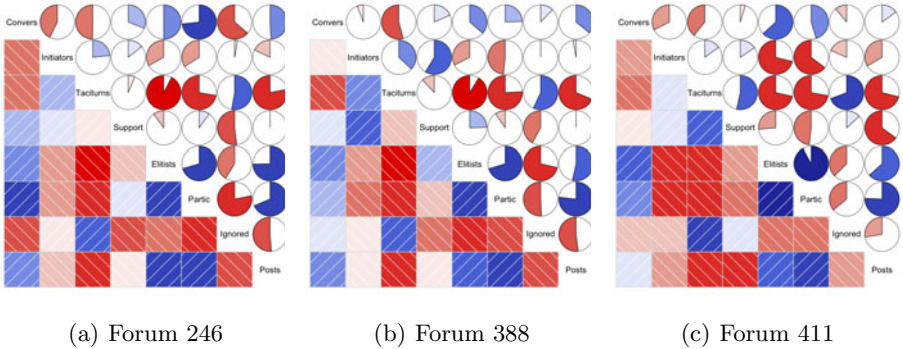 Convers Convers Convers
Initiators Initiators Initiators
Taciturns Taciturns Taciturns
Support Support Support
Elitists Elitists Elitists
Partic Partic Partic
Ignored Ignored Ignored
Posts Posts Posts
(a) Forum 246 (b) Forum 388 (c) Forum 411